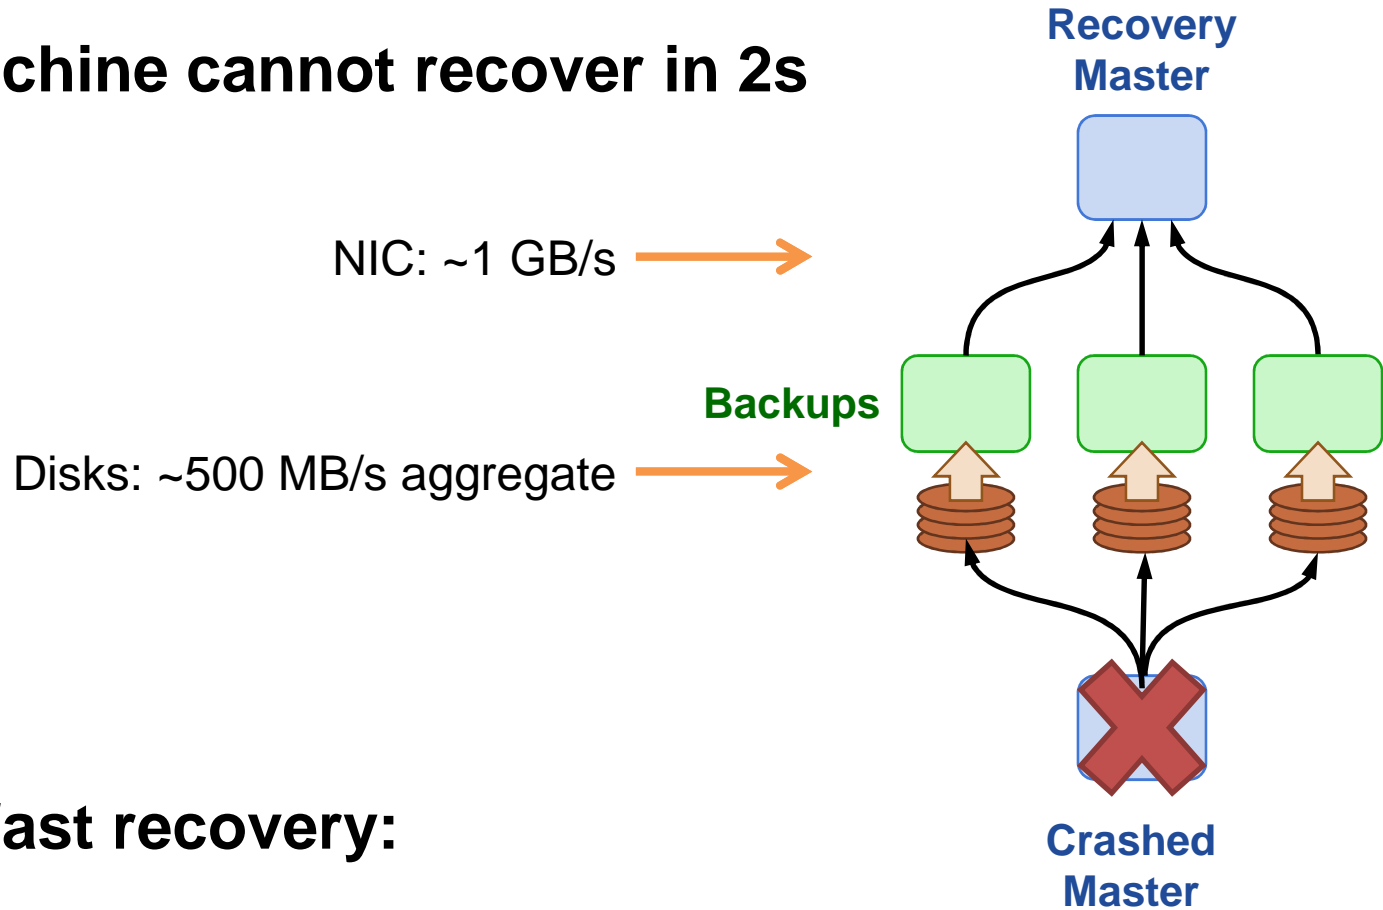 Recovery
Master
chine cannot recover in 2s
NIC: ~1 GB/s
Backups
Disks: ~500 MB/s aggregate
ast recovery:
Crashed
Master